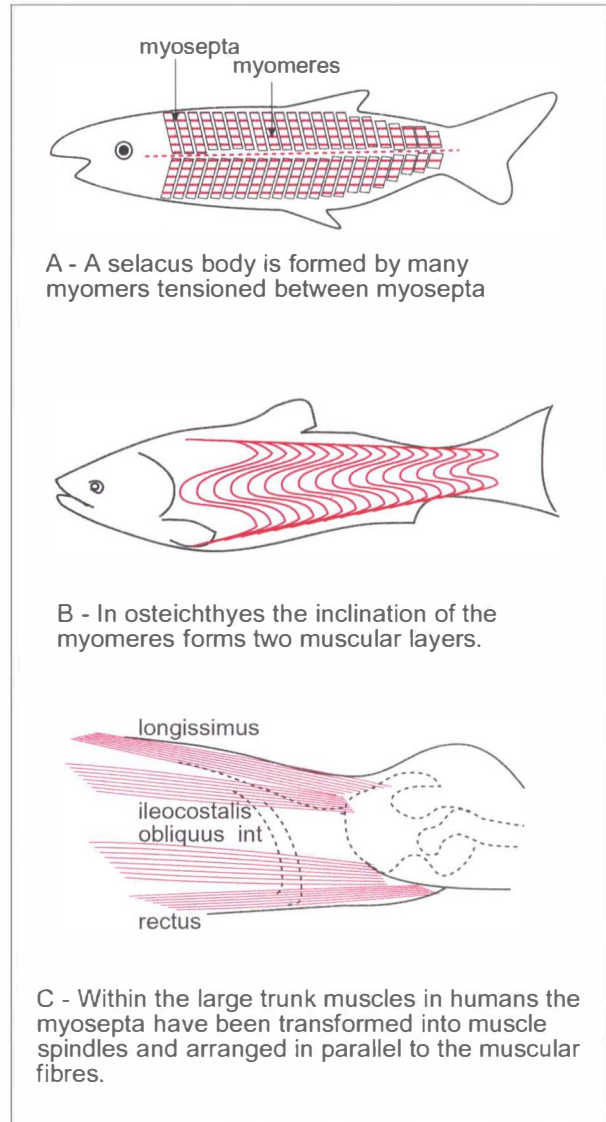 myosepta
myomeres
A - A selacus body is formed by many
myomers tensioned between myosepta
B - In osteichthyes the inclination of the
myomeres forms two muscular layers.
longissimus
ileocostalis
obliquus int
rectus
C - Within the large trunk muscles in humans the
myosepta have been transformed into muscle
spindles and arranged in parallel to the muscular
fibres.